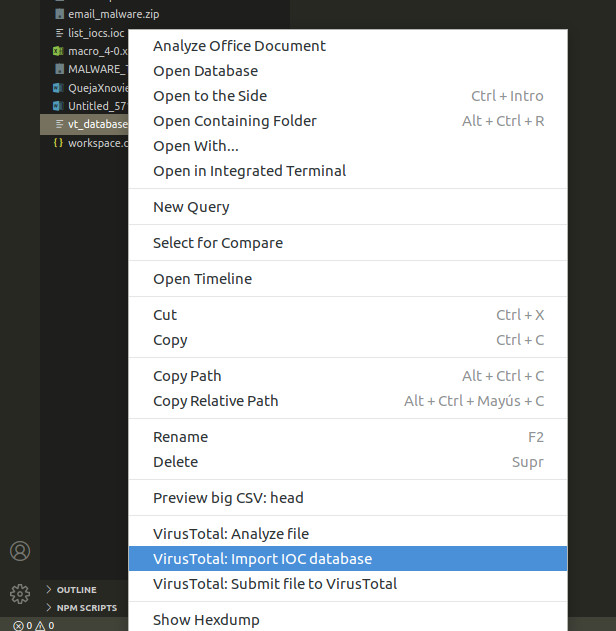 email_malware.zip
list_iocs.ioc
macro_4-0.x
MALWARE_
QuejaXnovie
Untitled_57
vt_database
workspace.c
Analyze Office Document
Open Database
Open to the Side Ctrl + Intro
Open Containing Folder Alt + Ctrl + R
Open With...
Open in Integrated Terminal
New Query
Select for Compare
Open Timeline
Cut Ctrl + X
Copy Ctrl + C
Copy Path Alt + Ctrl + C
Copy Relative Path Alt + Ctrl + Mayús + C
Rename F2
Delete Supr
Preview big CSV: head
VirusTotal: Analyze file
VirusTotal: Import IOC database
VirusTotal: Submit file to VirusTotal
Show Hexdump
OUTLINE
NPM SCRIPTS
0 0